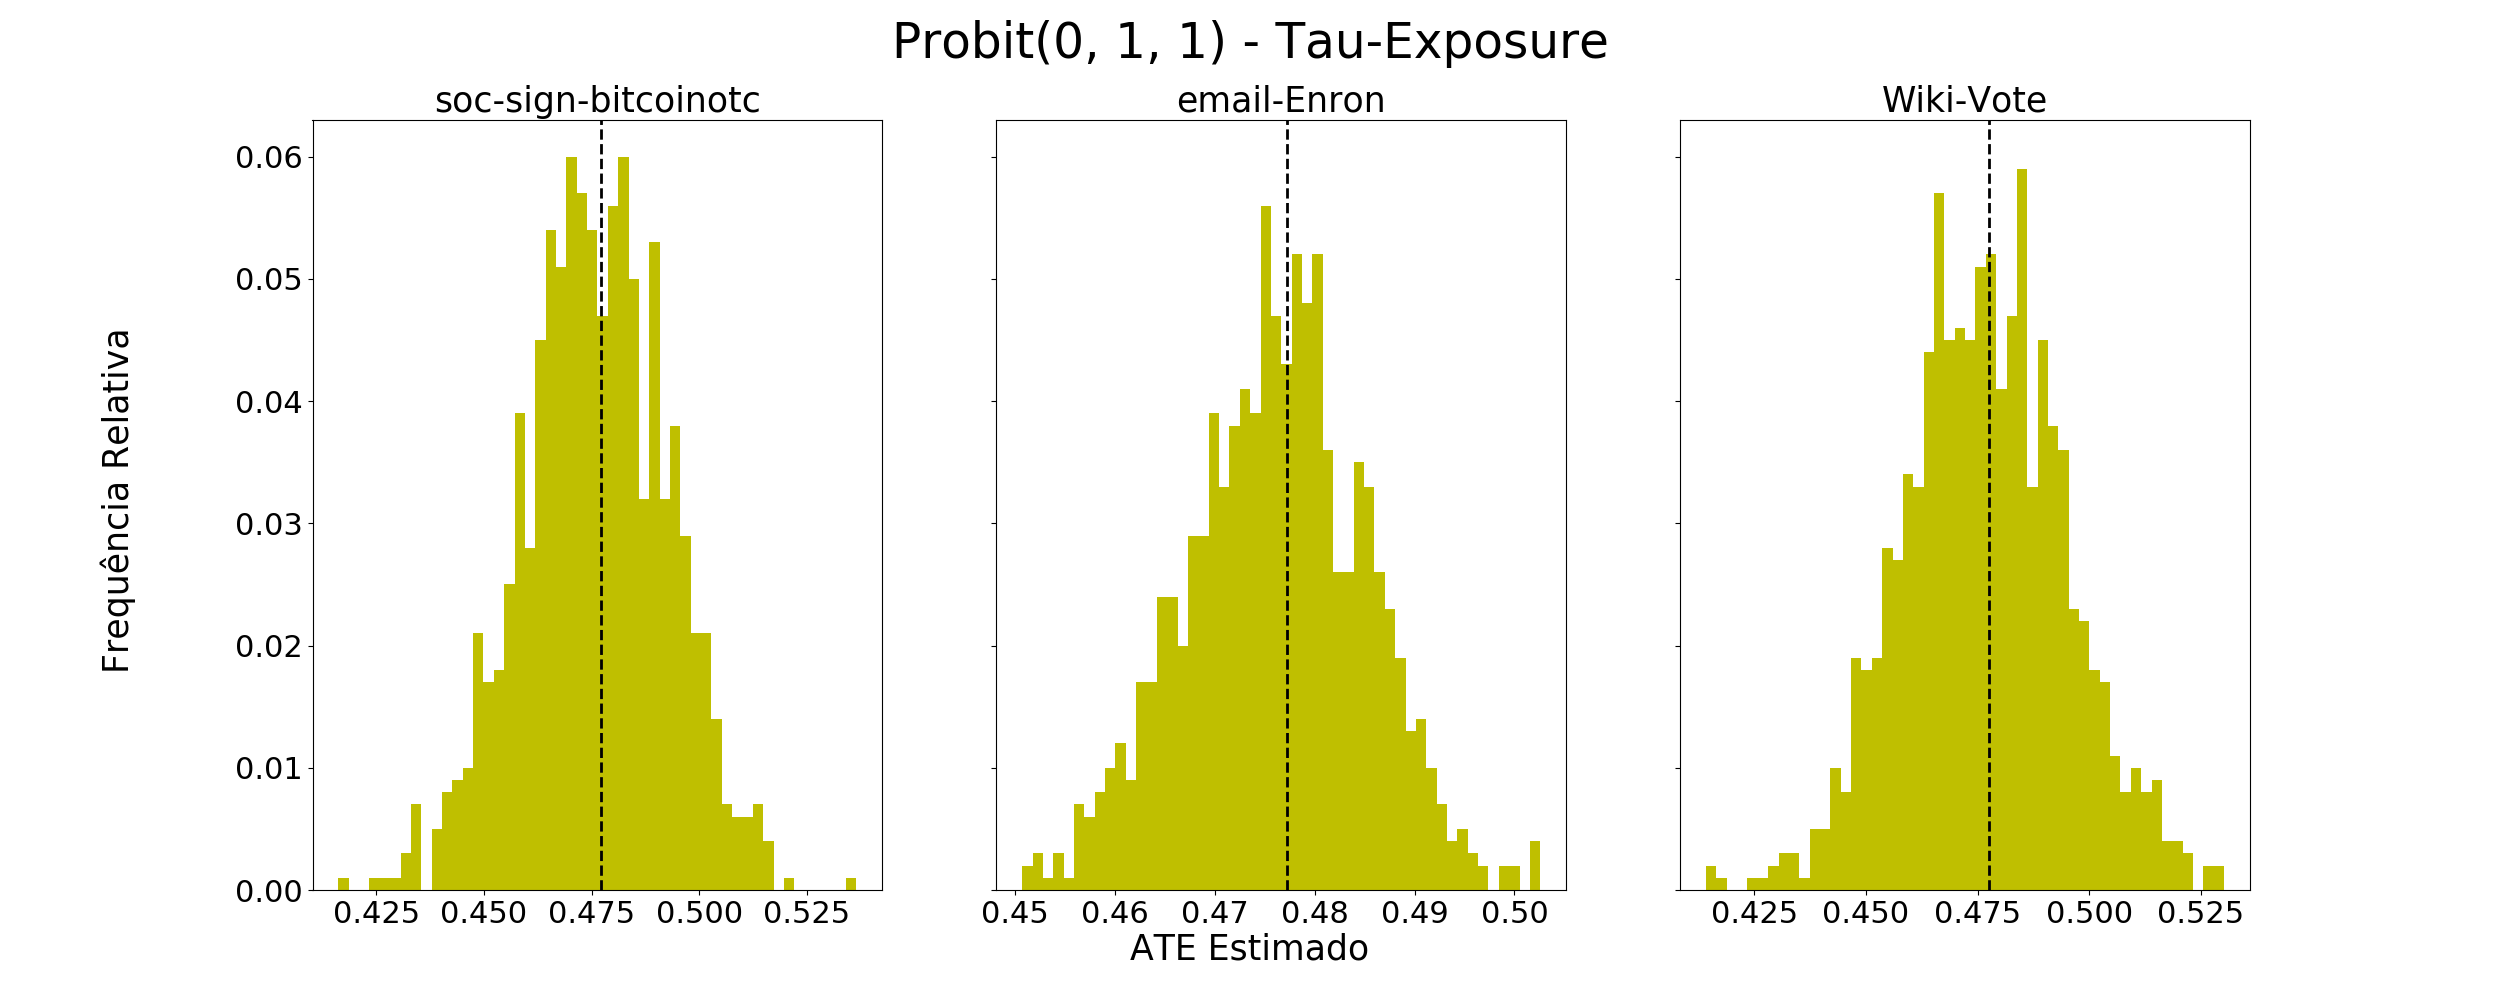 Probit(0, 1, 1) - Tau-Exposure
soc-sign-bitcoinotc
email-Enron
Wiki-Vote
Frequência Relativa
0.06
0.05
0.04
0.03
0.02
0.01
0.00
0.425 0.450 0.475 0.500 0.525
0.45 0.46 0.47 0.48 0.49 0.50
0.425 0.450 0.475 0.500 0.525
ATE Estimado